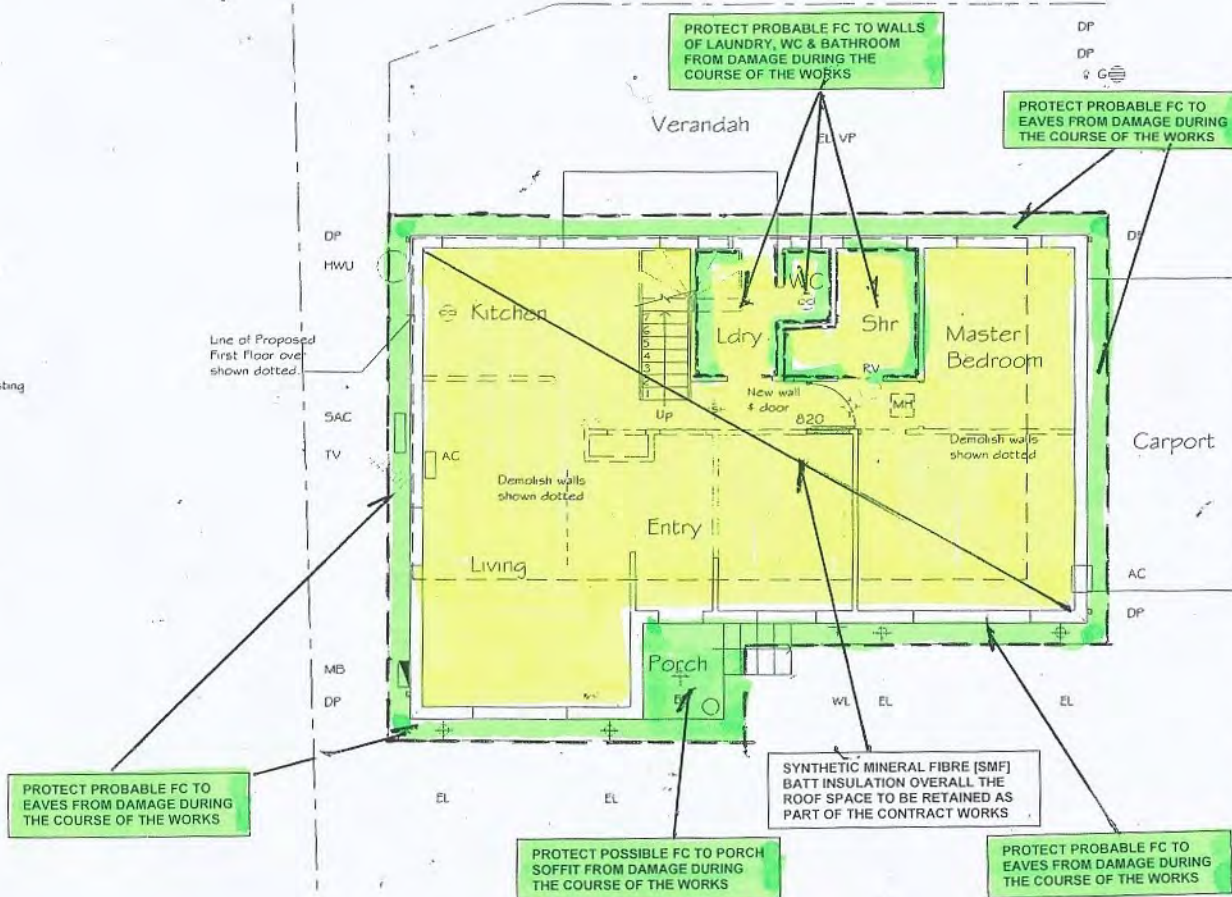 PROTECT PROBABLE FC TO WALLS
OF LAUNDRY, WC & BATHROOM
FROM DAMAGE DURING THE
COURSE OF THE WORKS
DP
DP
G
PROTECT PROBABLE FC TO
EAVES FROM DAMAGE DURING
THE COURSE OF THE WORKS
Verandah
EL VP
DP
HWU
DP
Kitchen
WC
Ldry
Shr
Master
Bedroom
Line of Proposed
First Floor over
shown dotted.
7
6
5
4
3
2
1
Up
RV
MH
New wall
& door
820
SAC
TV
AC
Demolish walls
shown dotted
Demolish walls
shown dotted
Carport
Entry
Living
AC
DP
MB
DP
Porch
WL
EL
EL
EL
EL
PROTECT PROBABLE FC TO
EAVES FROM DAMAGE DURING
THE COURSE OF THE WORKS
SYNTHETIC MINERAL FIBRE [SMF]
BATT INSULATION OVERALL THE
ROOF SPACE TO BE RETAINED AS
PART OF THE CONTRACT WORKS
PROTECT POSSIBLE FC TO PORCH
SOFFIT FROM DAMAGE DURING
THE COURSE OF THE WORKS
PROTECT PROBABLE FC TO
EAVES FROM DAMAGE DURING
THE COURSE OF THE WORKS